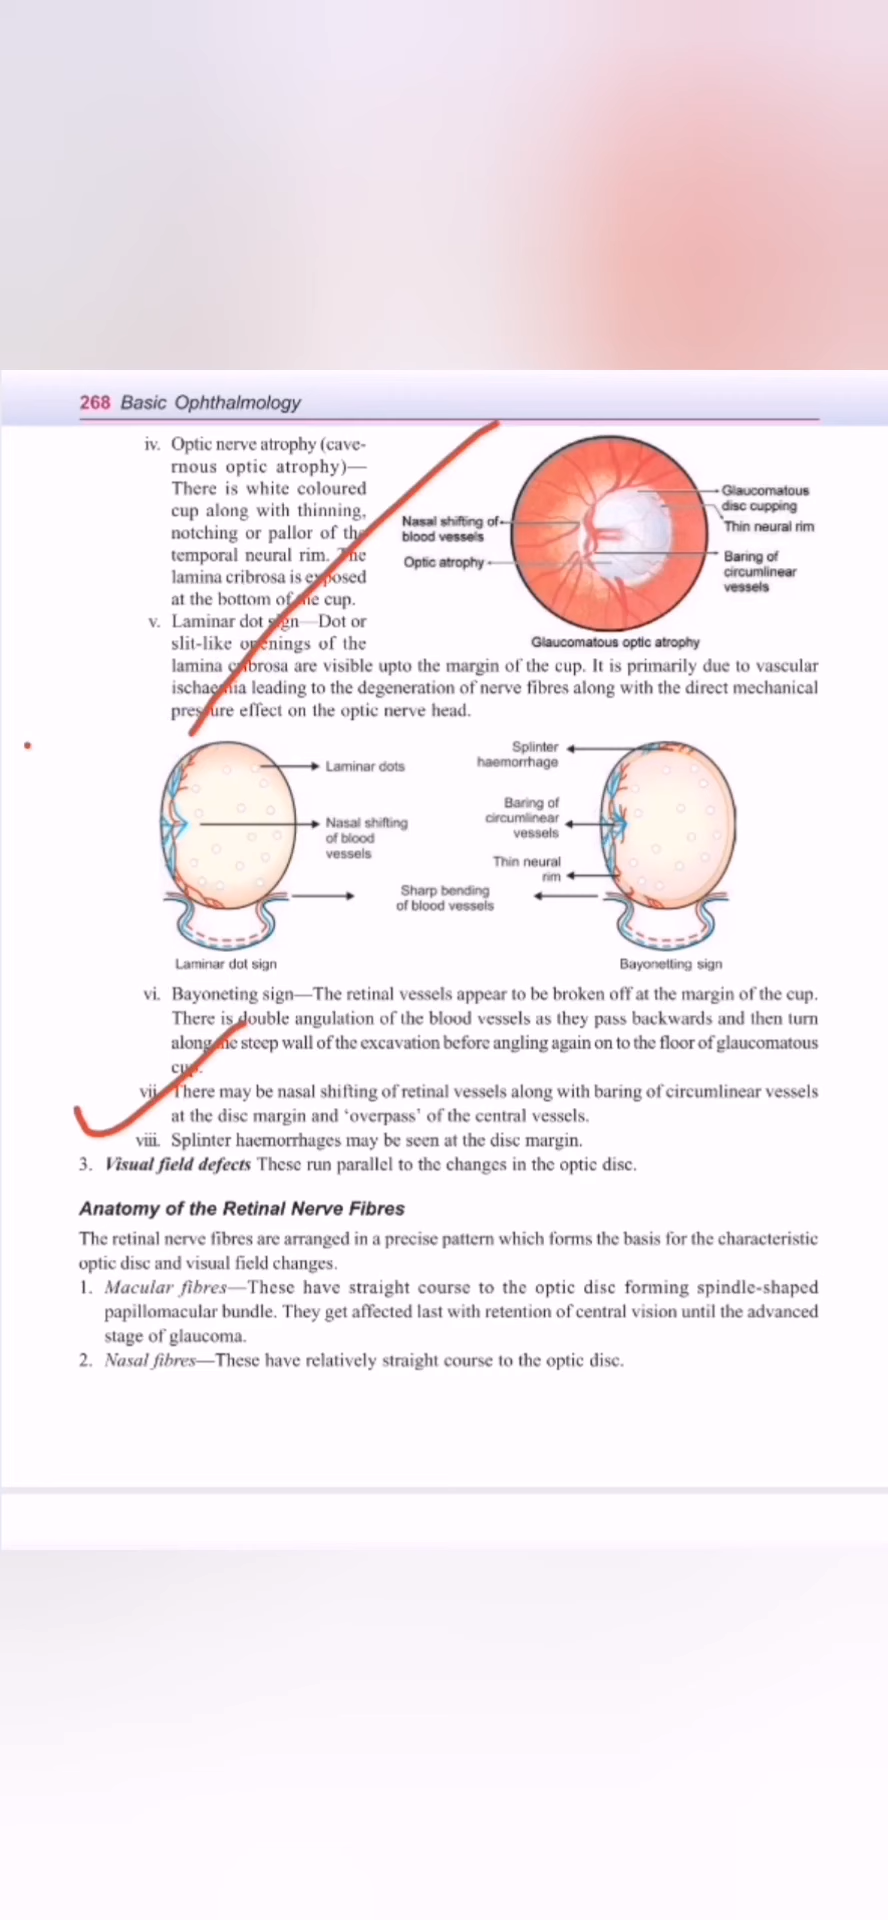 268 Basic Ophthalmology
iv. Optic nerve atrophy (cave-
rnous optic atrophy)—
There is white coloured
cup along with thinning,
notching or pallor of the
temporal neural rim. The
lamina cribrosa is exposed
at the bottom of the cup.
v. Laminar dot sign—Dot or
slit-like openings of the
Nasal shifting of
blood vessels
Optic atrophy
Glaucomatous
disc cupping
Thin neural rim
Baring of
circumlinear
vessels
Glaucomatous optic atrophy
lamina cribrosa are visible upto the margin of the cup. It is primarily due to vascular
ischaemia leading to the degeneration of nerve fibres along with the direct mechanical
pressure effect on the optic nerve head.
Laminar dots
Nasal shifting
of blood
vessels
Splinter
haemorrhage
Baring of
circumlinear
vessels
Thin neural
rim
Sharp bending
of blood vessels
Laminar dot sign
Bayonetting sign
vi. Bayoneting sign—The retinal vessels appear to be broken off at the margin of the cup.
There is double angulation of the blood vessels as they pass backwards and then turn
along the steep wall of the excavation before angling again on to the floor of glaucomatous
cup.
vii. There may be nasal shifting of retinal vessels along with baring of circumlinear vessels
at the disc margin and ‘overpass’ of the central vessels.
viii. Splinter haemorrhages may be seen at the disc margin.
3. Visual field defects These run parallel to the changes in the optic disc.
Anatomy of the Retinal Nerve Fibres
The retinal nerve fibres are arranged in a precise pattern which forms the basis for the characteristic
optic disc and visual field changes.
1. Macular fibres—These have straight course to the optic disc forming spindle-shaped
papillomacular bundle. They get affected last with retention of central vision until the advanced
stage of glaucoma.
2. Nasal fibres—These have relatively straight course to the optic disc.